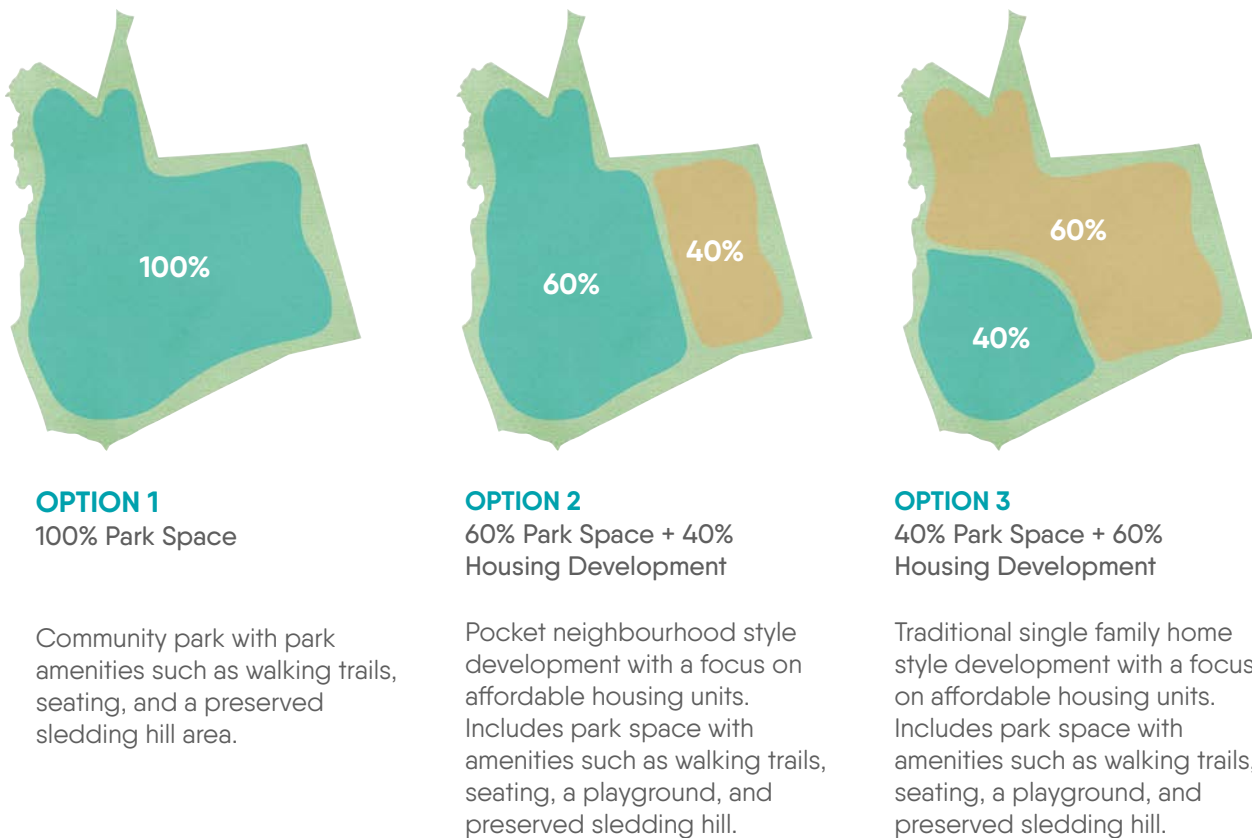 100%
60%
40%
60%
40%
OPTION 1
100% Park Space
Community park with park
amenities such as walking trails,
seating, and a preserved
sledding hill area.
OPTION 2
60% Park Space + 40%
Housing Development
Pocket neighbourhood style
development with a focus on
affordable housing units.
Includes park space with
amenities such as walking trails,
seating, a playground, and
preserved sledding hill.
OPTION 3
40% Park Space + 60%
Housing Development
Traditional single family home
style development with a focus
on affordable housing units.
Includes park space with
amenities such as walking trails,
seating, a playground, and
preserved sledding hill.